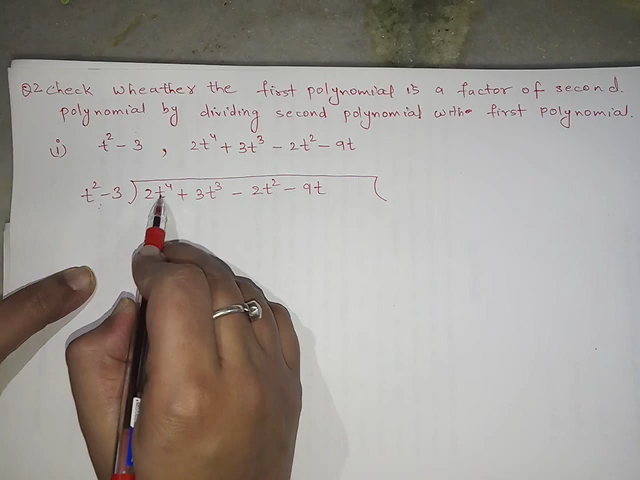 Q2 Check wheather the first polynomial is a factor of second
polynomial by dividing second polynomial with first polynomial.
i) t² - 3 , 2t⁴ + 3t³ - 2t² - 9t
t² - 3 ) 2t⁴ + 3t³ - 2t² - 9t (